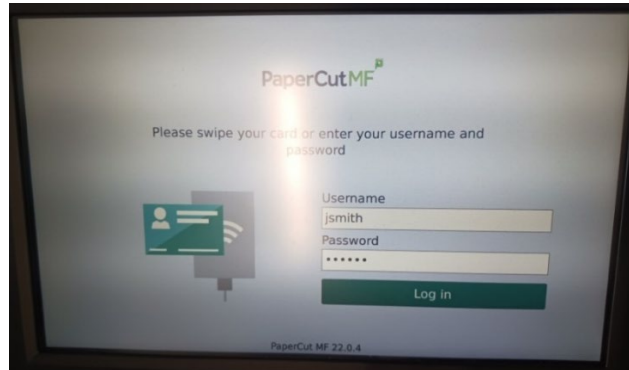 PaperCutMF
Please swipe your card or enter your username and
password
Username
jsmith
Password
••••••
Log in
PaperCut MF 22.0.4